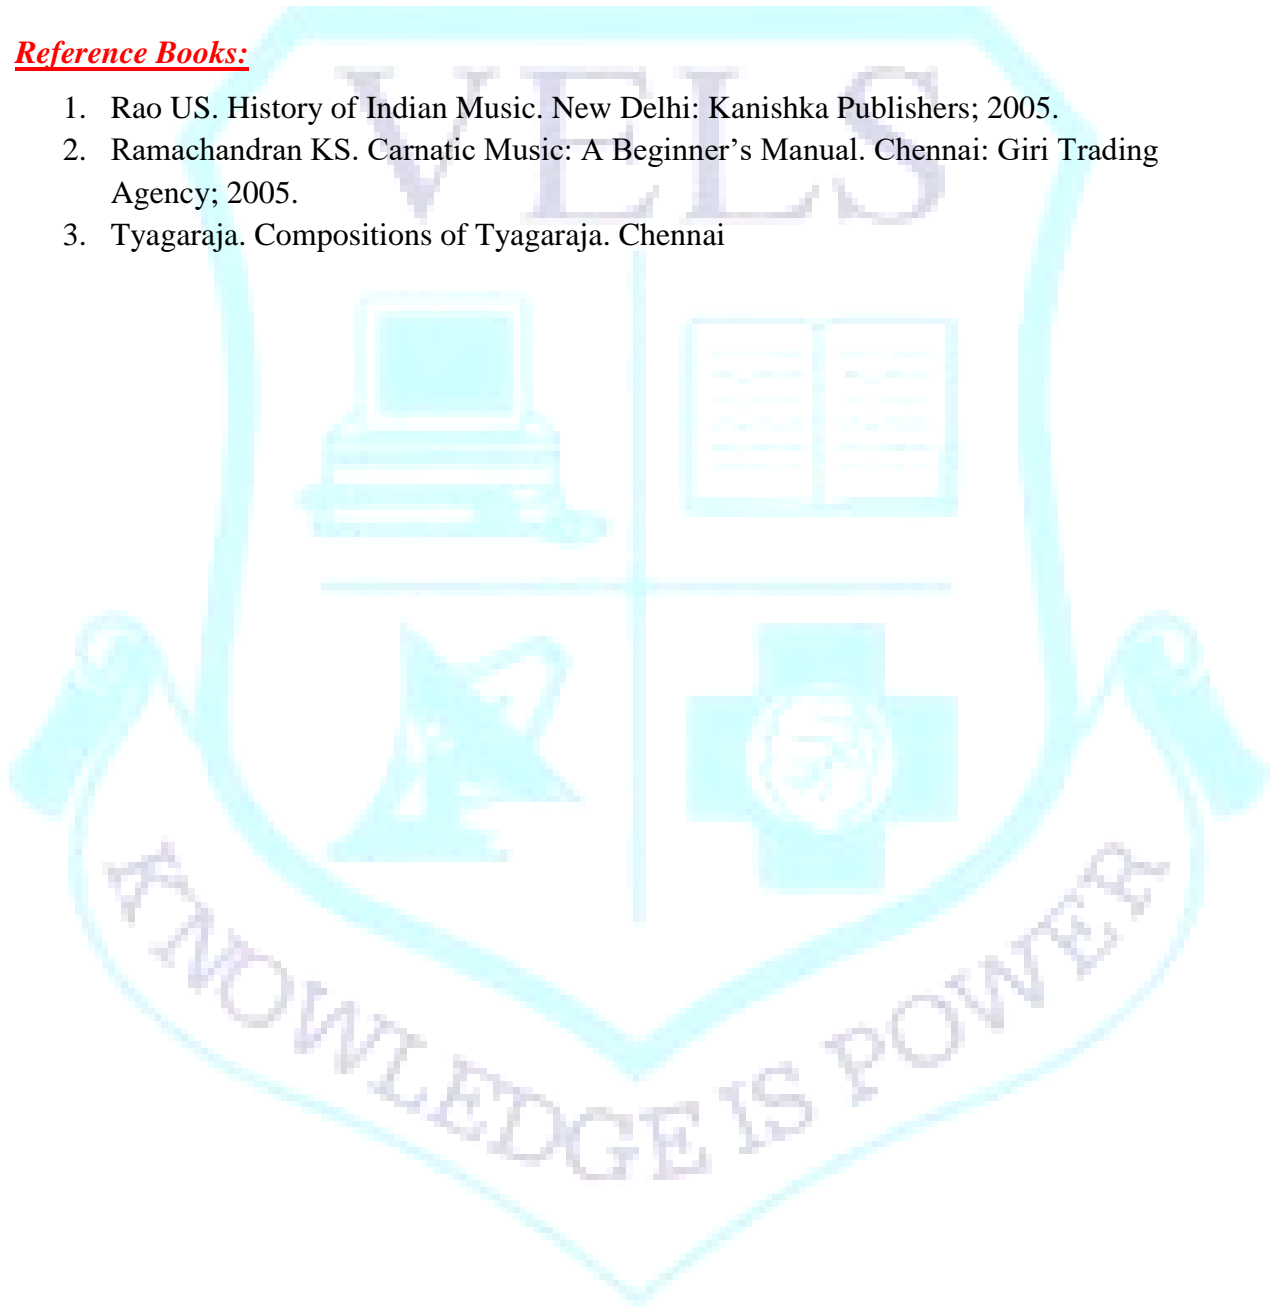 VELS
Reference Books:
1. Rao US. History of Indian Music. New Delhi: Kanishka Publishers; 2005.
2. Ramachandran KS. Carnatic Music: A Beginner’s Manual. Chennai: Giri Trading
Agency; 2005.
3. Tyagaraja. Compositions of Tyagaraja. Chennai
KNOWLEDGE IS POWER